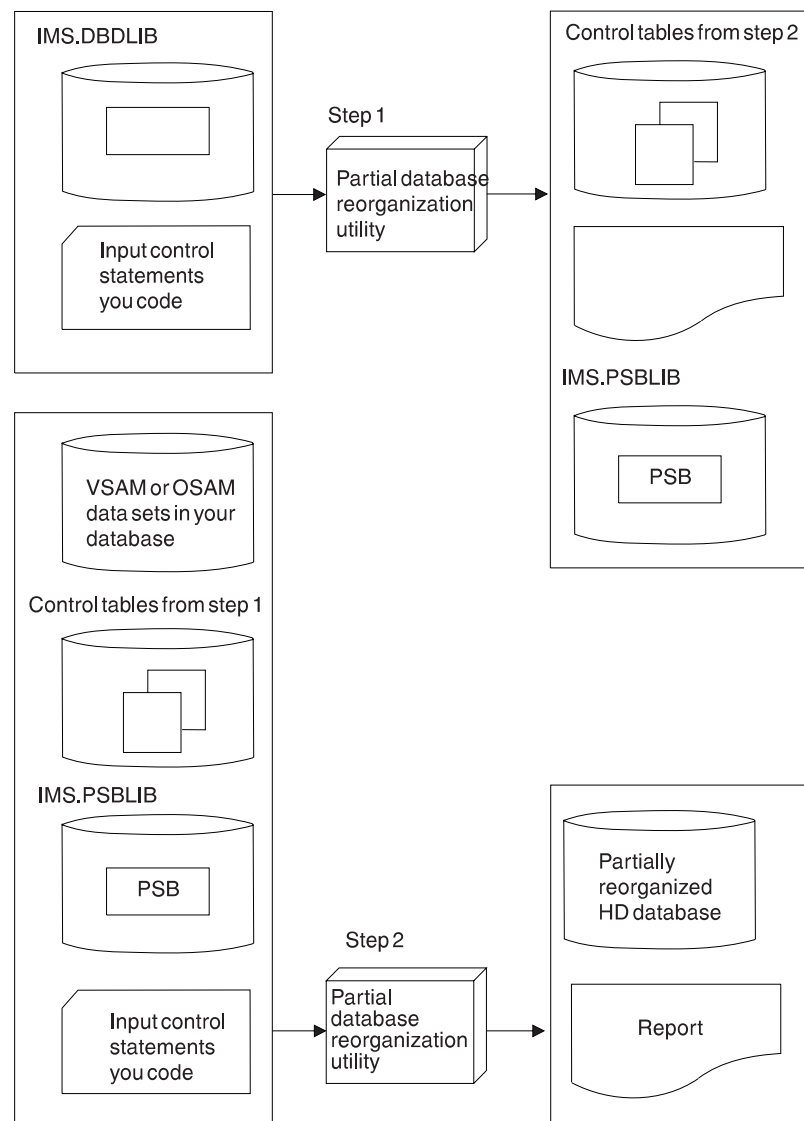 IMS.DBDLIB
Input control
statements
you code
Step 1
Partial database
reorganization
utility
Control tables from step 2
IMS.PSBLIB
PSB
VSAM or OSAM
data sets in your
database
Control tables from step 1
IMS.PSBLIB
PSB
Input control
statements
you code
Step 2
Partial
database
reorganization
utility
Partially
reorganized
HD database
Report